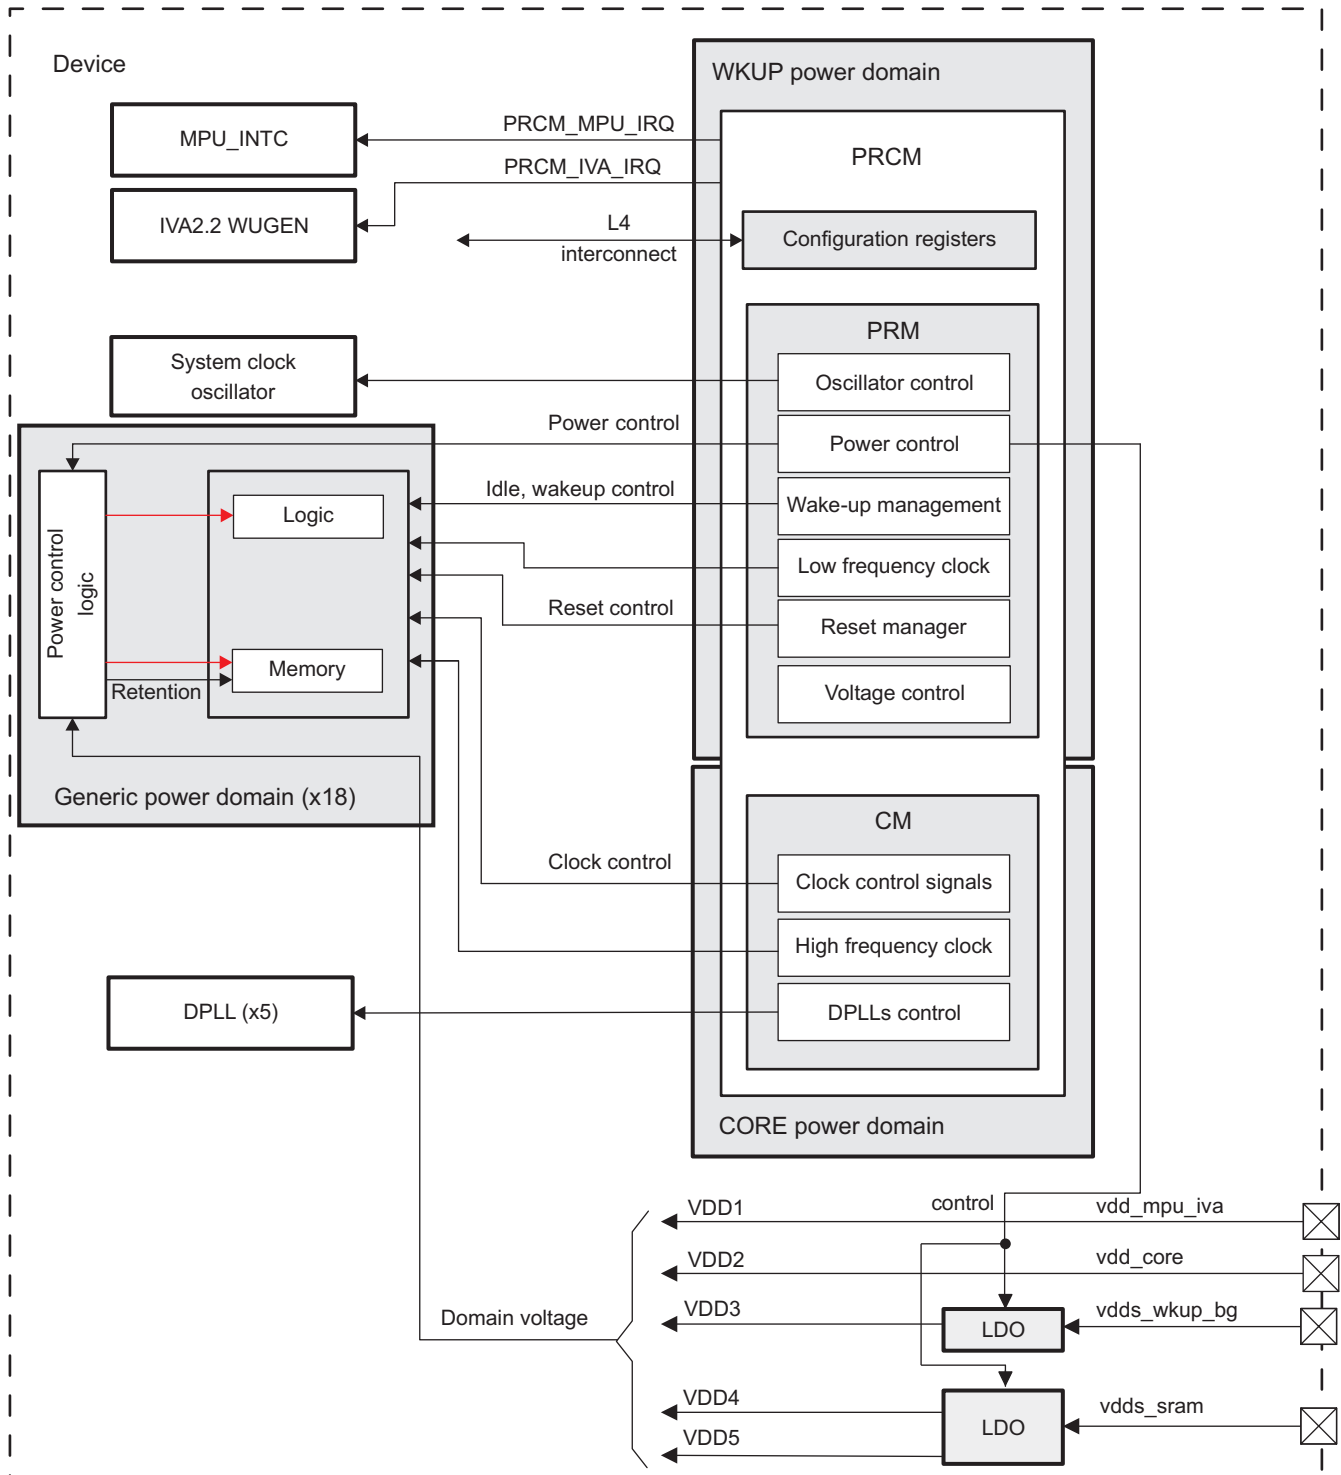 Device
WKUP power domain
MPU_INTC
PRCM_MPU_IRQ
PRCM
PRCM_IVA_IRQ
IVA2.2 WUGEN
L4
interconnect
Configuration registers
PRM
System clock
oscillator
Oscillator control
Power control
Power control
Idle, wakeup control
Wake-up management
Logic
Low frequency clock
Power control
logic
Reset control
Reset manager
Memory
Retention
Voltage control
Generic power domain (x18)
CM
Clock control
Clock control signals
High frequency clock
DPLL (x5)
DPLLs control
CORE power domain
VDD1
control
vdd_mpu_iva
VDD2
vdd_core
VDD3
Domain voltage
LDO
vdds_wkup_bg
VDD4
VDD5
LDO
vdds_sram